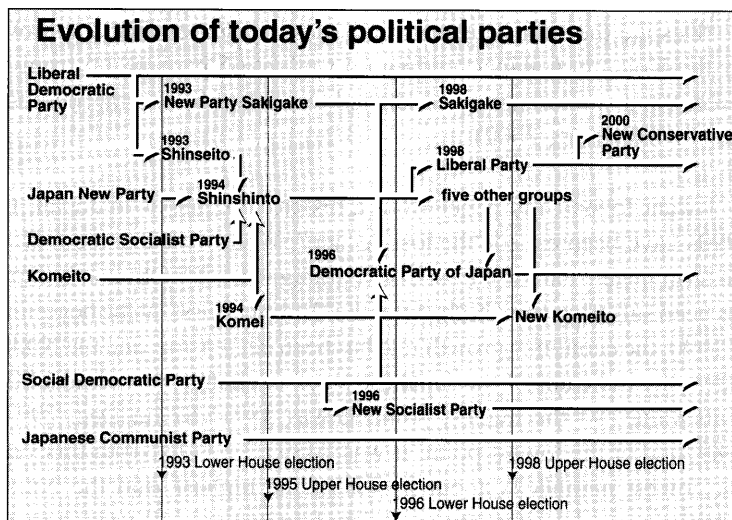 Evolution of today's political parties
Liberal
Democratic
Party
1993
New Party Sakigake
1998
Sakigake
2000
New Conservative
Party
1993
Shinseito
1998
Liberal Party
Japan New Party
1994
Shinshinto
five other groups
Democratic Socialist Party
1996
Democratic Party of Japan
Komeito
1994
Komei
New Komeito
Social Democratic Party
1996
New Socialist Party
Japanese Communist Party
1993 Lower House election
1998 Upper House election
1995 Upper House election
1996 Lower House election